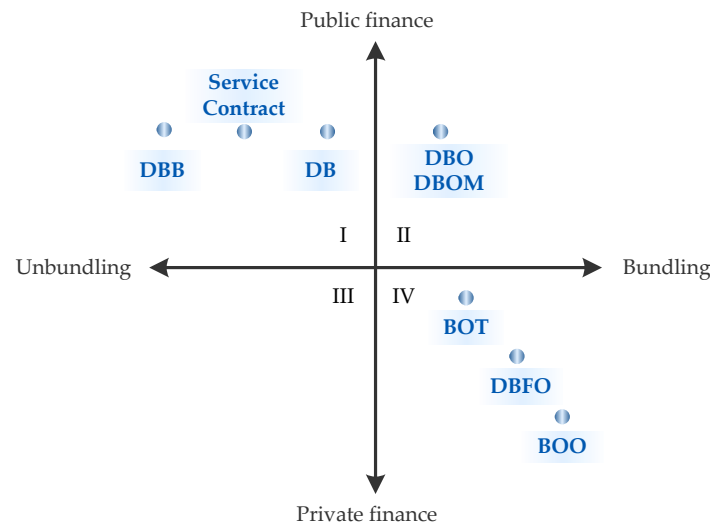 Public finance
Service
Contract
DBB
DB
DBO
DBOM
I
II
Unbundling
Bundling
III
IV
BOT
DBFO
BOO
Private finance